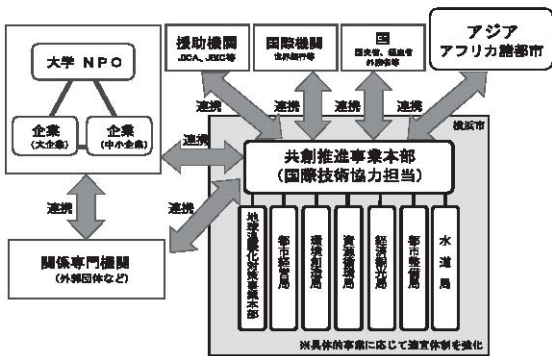 援助機関
JICA、JBIC等
国際機関
世界銀行等
国
国交省、経産省
外務省等
アジア
アフリカ諸都市
大学 NPO
企業
(大企業)
企業
(中小企業)
連携
連携
連携
連携
横浜市
連携
共創推進事業本部
(国際技術協力担当)
連携
連携
関係専門機関
(外郭団体など)
地球温暖化対策事業本部
都市経営局
環境創造局
資源循環局
経済観光局
都市整備局
水道局
※具体的事業に応じて適宜体制を強化